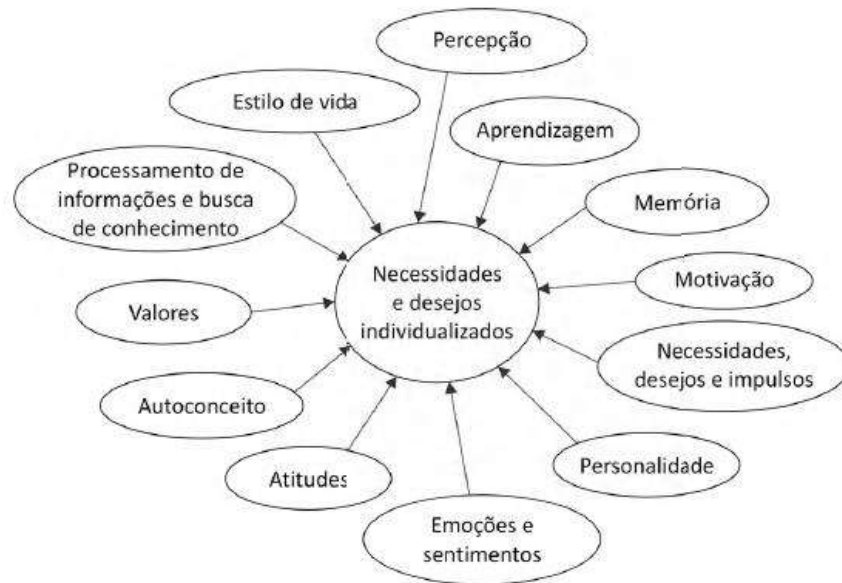 Percepção
Estilo de vida
Aprendizagem
Processamento de
informações e busca
de conhecimento
Memória
Necessidades
e desejos
individualizados
Motivação
Valores
Necessidades,
desejos e impulsos
Autoconceito
Personalidade
Atitudes
Emoções e
sentimentos